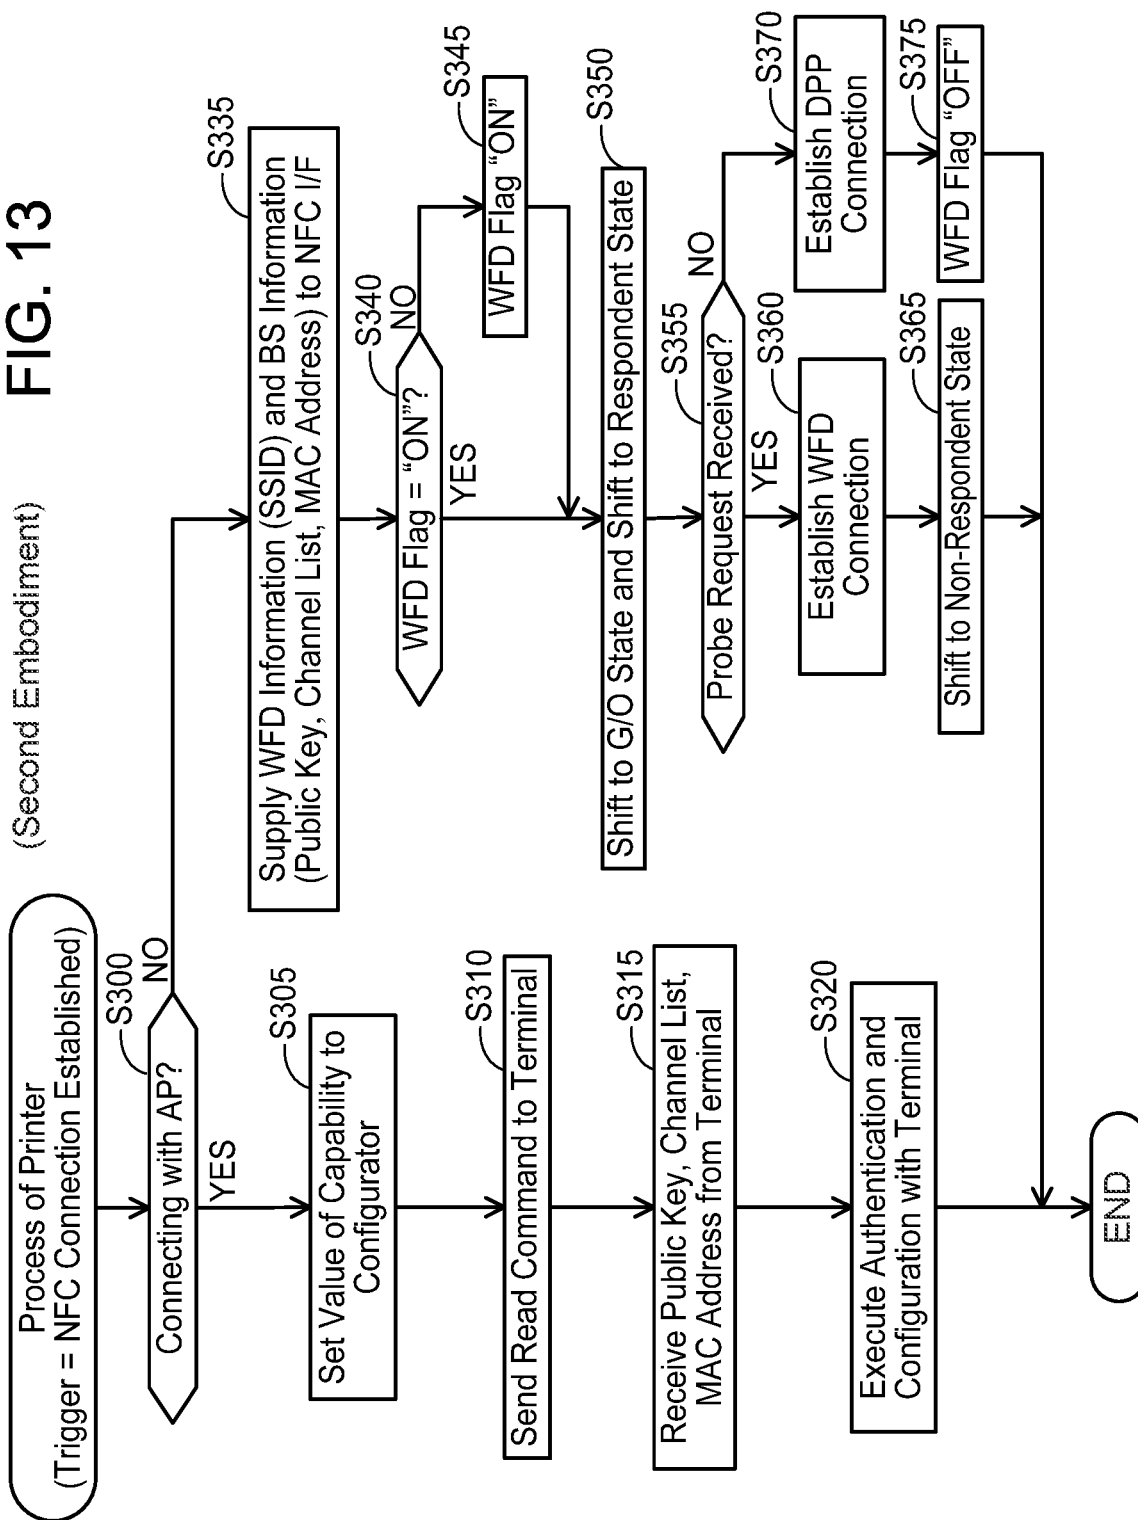 FIG. 13
(Second Embodiment)
Process of Printer
(Trigger = NFC Connection Established)
S300
Connecting with AP?
NO
YES
S305
Set Value of Capability to
Configurator
S310
Send Read Command to Terminal
S315
Receive Public Key, Channel List,
MAC Address from Terminal
S320
Execute Authentication and
Configuration with Terminal
S335
Supply WFD Information (SSID) and BS Information
(Public Key, Channel List, MAC Address) to NFC I/F
S340
WFD Flag = “ON”?
NO
YES
S345
WFD Flag “ON”
S350
Shift to G/O State and Shift to Respondent State
S355
Probe Request Received?
NO
YES
S360
Establish WFD
Connection
S365
Shift to Non-Respondent State
S370
Establish DPP
Connection
S375
WFD Flag “OFF”
END